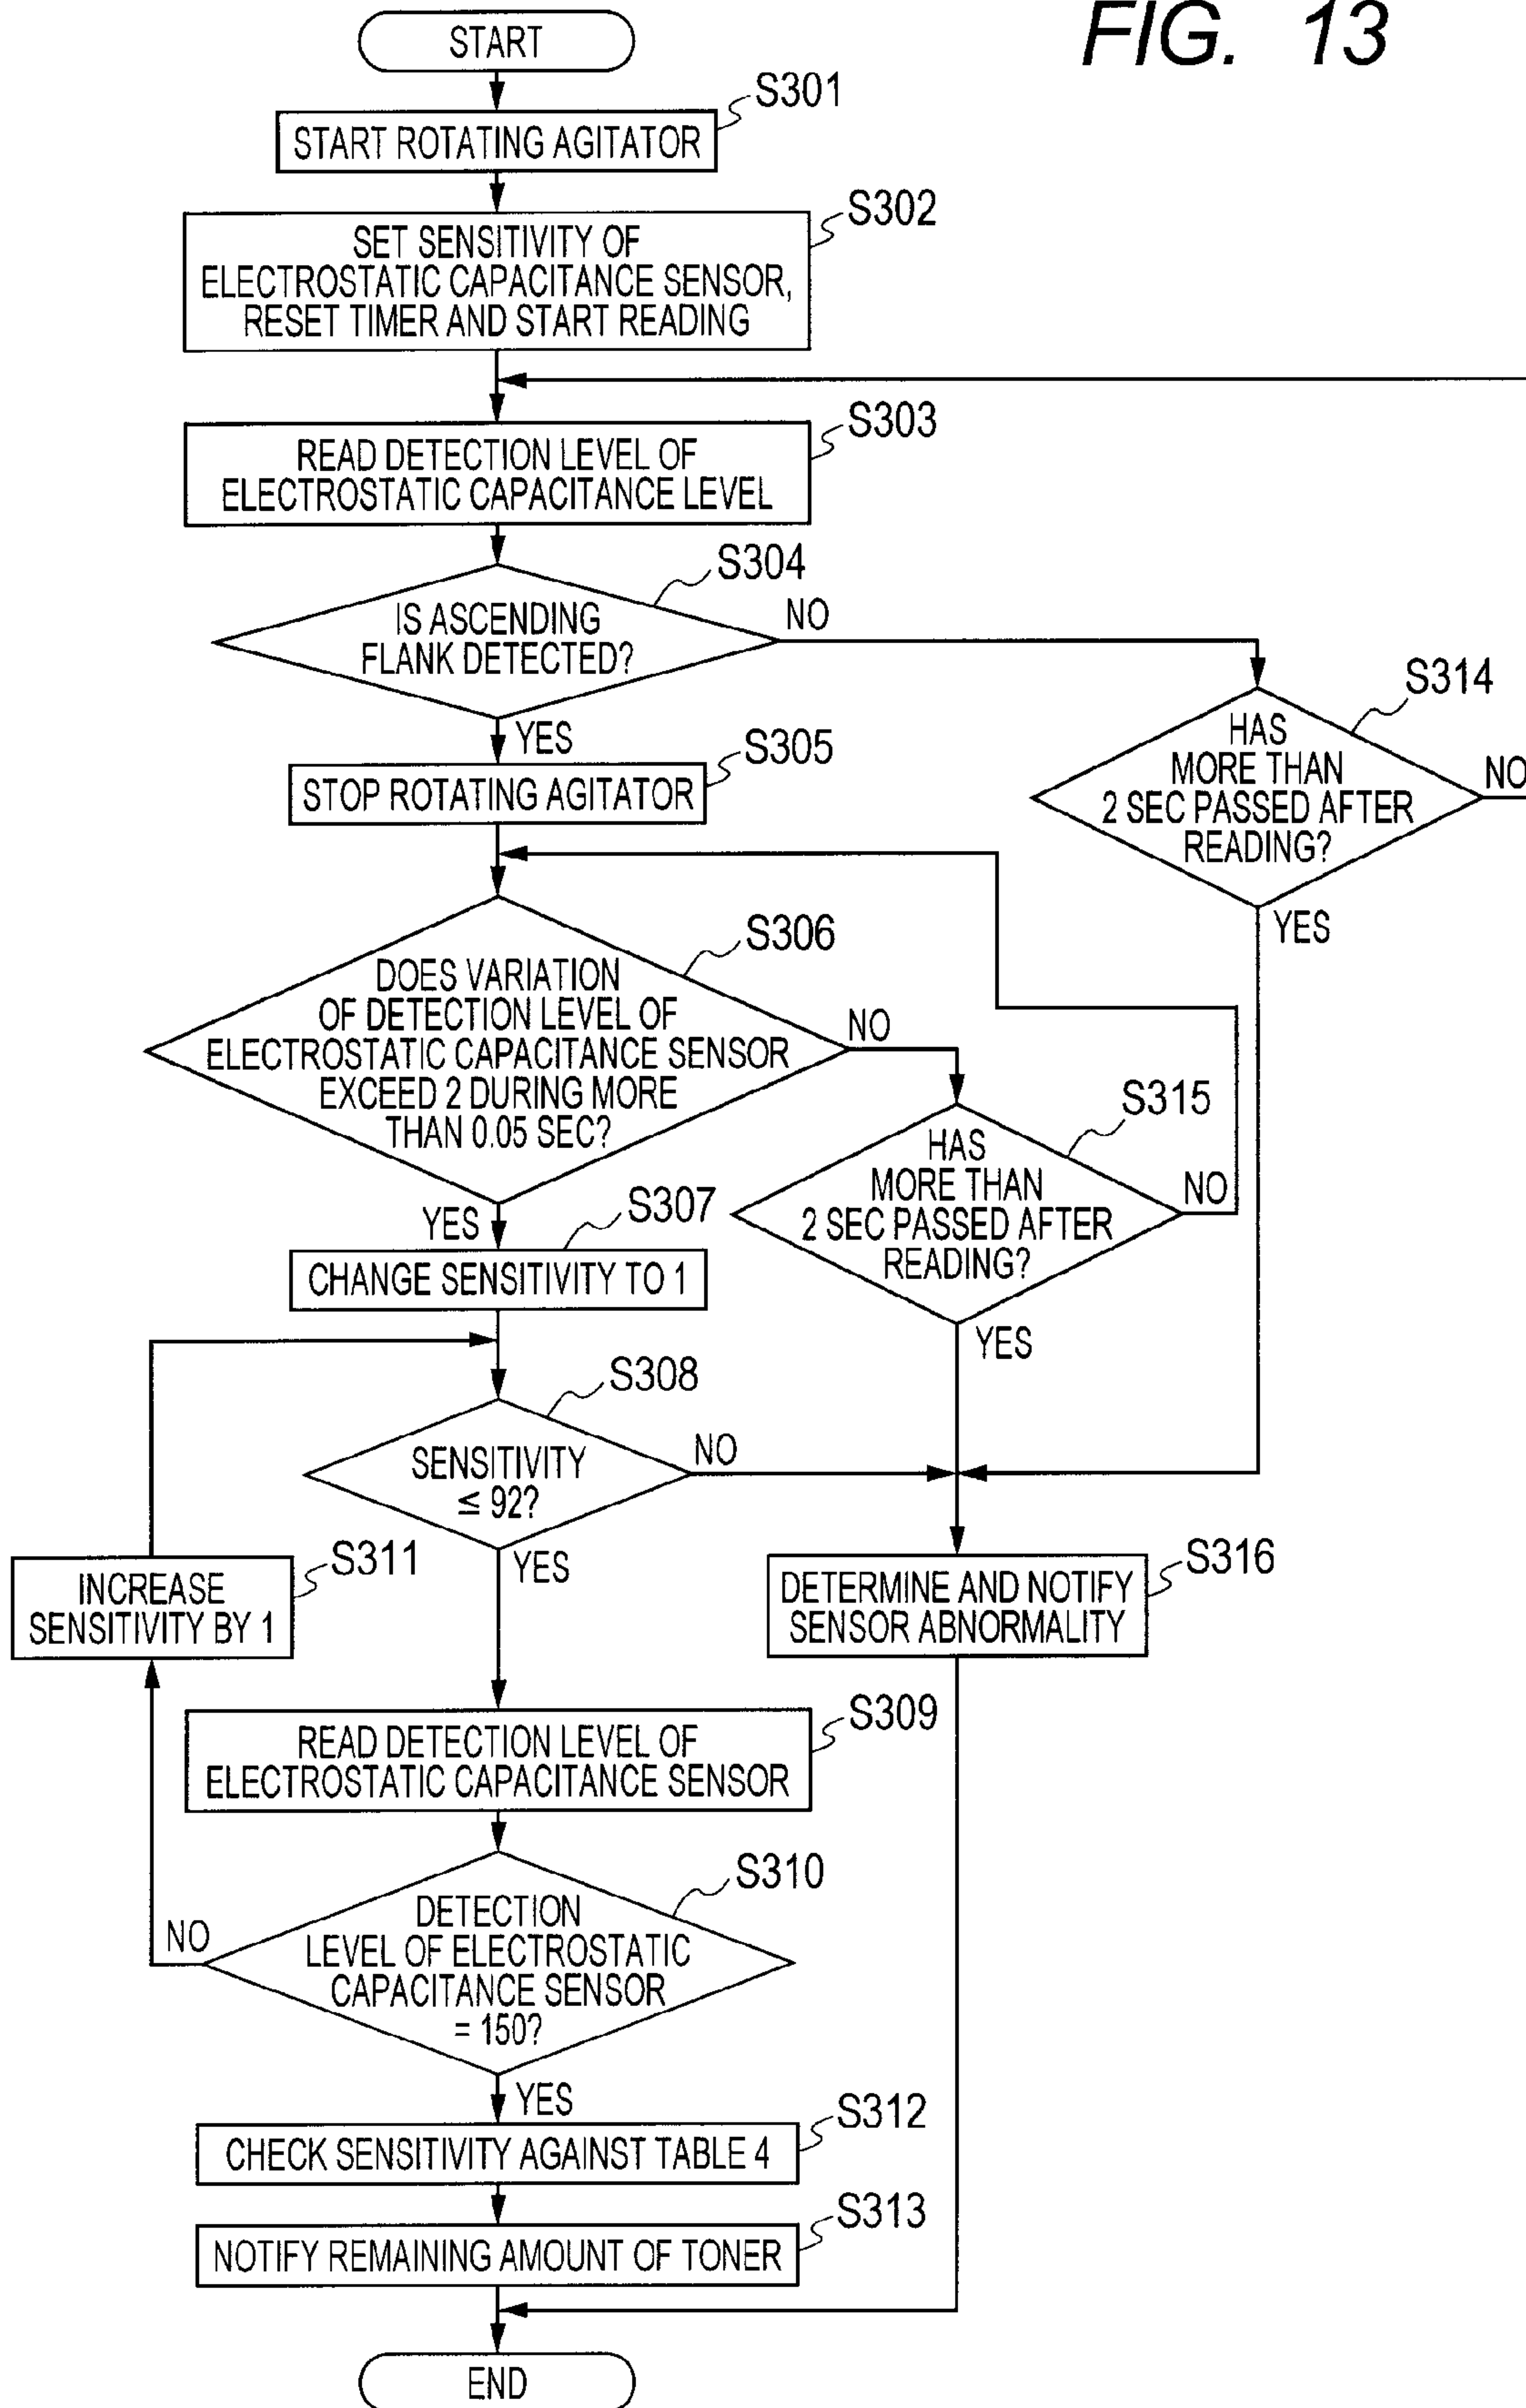 FIG. 13
START
S301
START ROTATING AGITATOR
S302
SET SENSITIVITY OF
ELECTROSTATIC CAPACITANCE SENSOR,
RESET TIMER AND START READING
S303
READ DETECTION LEVEL OF
ELECTROSTATIC CAPACITANCE LEVEL
S304
IS ASCENDING
FLANK DETECTED?
NO
YES
S314
HAS
MORE THAN
2 SEC PASSED AFTER
READING?
NO
YES
S305
STOP ROTATING AGITATOR
S306
DOES VARIATION
OF DETECTION LEVEL OF
ELECTROSTATIC CAPACITANCE SENSOR
EXCEED 2 DURING MORE
THAN 0.05 SEC?
NO
YES
S315
HAS
MORE THAN
2 SEC PASSED AFTER
READING?
NO
YES
S307
CHANGE SENSITIVITY TO 1
S308
SENSITIVITY
≤ 92?
NO
YES
S311
INCREASE
SENSITIVITY BY 1
S316
DETERMINE AND NOTIFY
SENSOR ABNORMALITY
S309
READ DETECTION LEVEL OF
ELECTROSTATIC CAPACITANCE SENSOR
S310
DETECTION
LEVEL OF ELECTROSTATIC
CAPACITANCE SENSOR
= 150?
NO
YES
S312
CHECK SENSITIVITY AGAINST TABLE 4
S313
NOTIFY REMAINING AMOUNT OF TONER
END